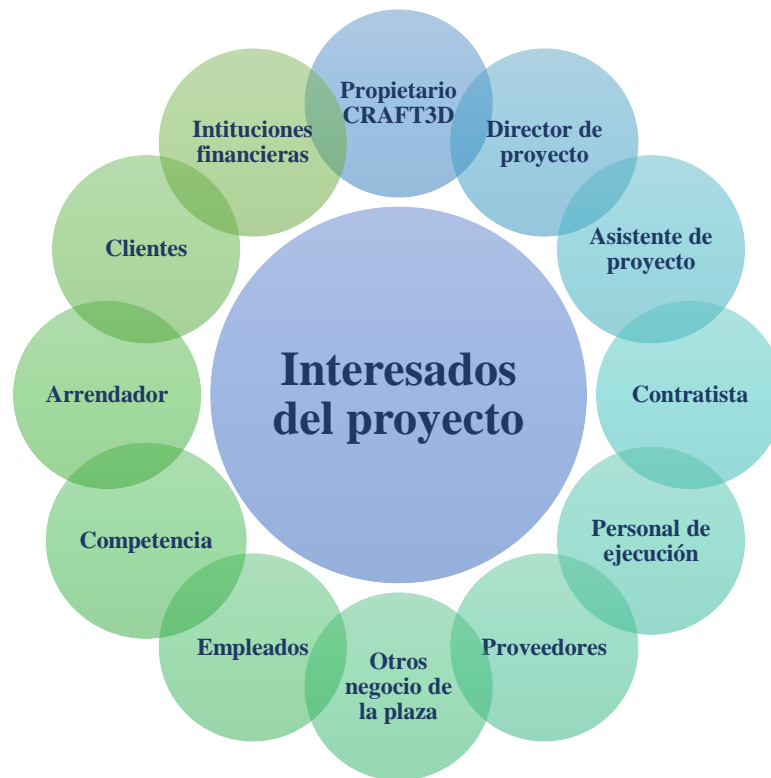 Propietario
CRAFT3D
Director de
proyecto
Asistente de
proyecto
Contratista
Personal de
ejecución
Proveedores
Otros
negocio de
la plaza
Empleados
Competencia
Arrendador
Clientes
Intituciones
financieras
Interesados
del proyecto